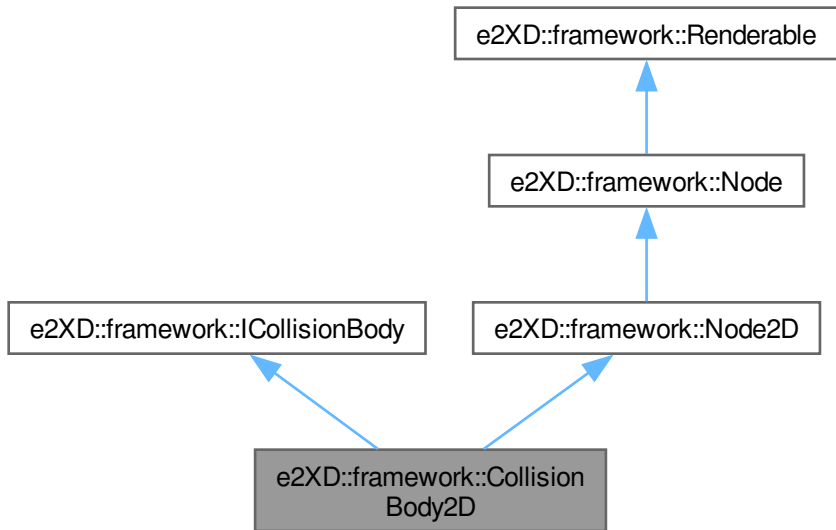 e2XD::framework::Renderable
e2XD::framework::Node
e2XD::framework::ICollisionBody
e2XD::framework::Node2D
e2XD::framework::Collision
Body2D